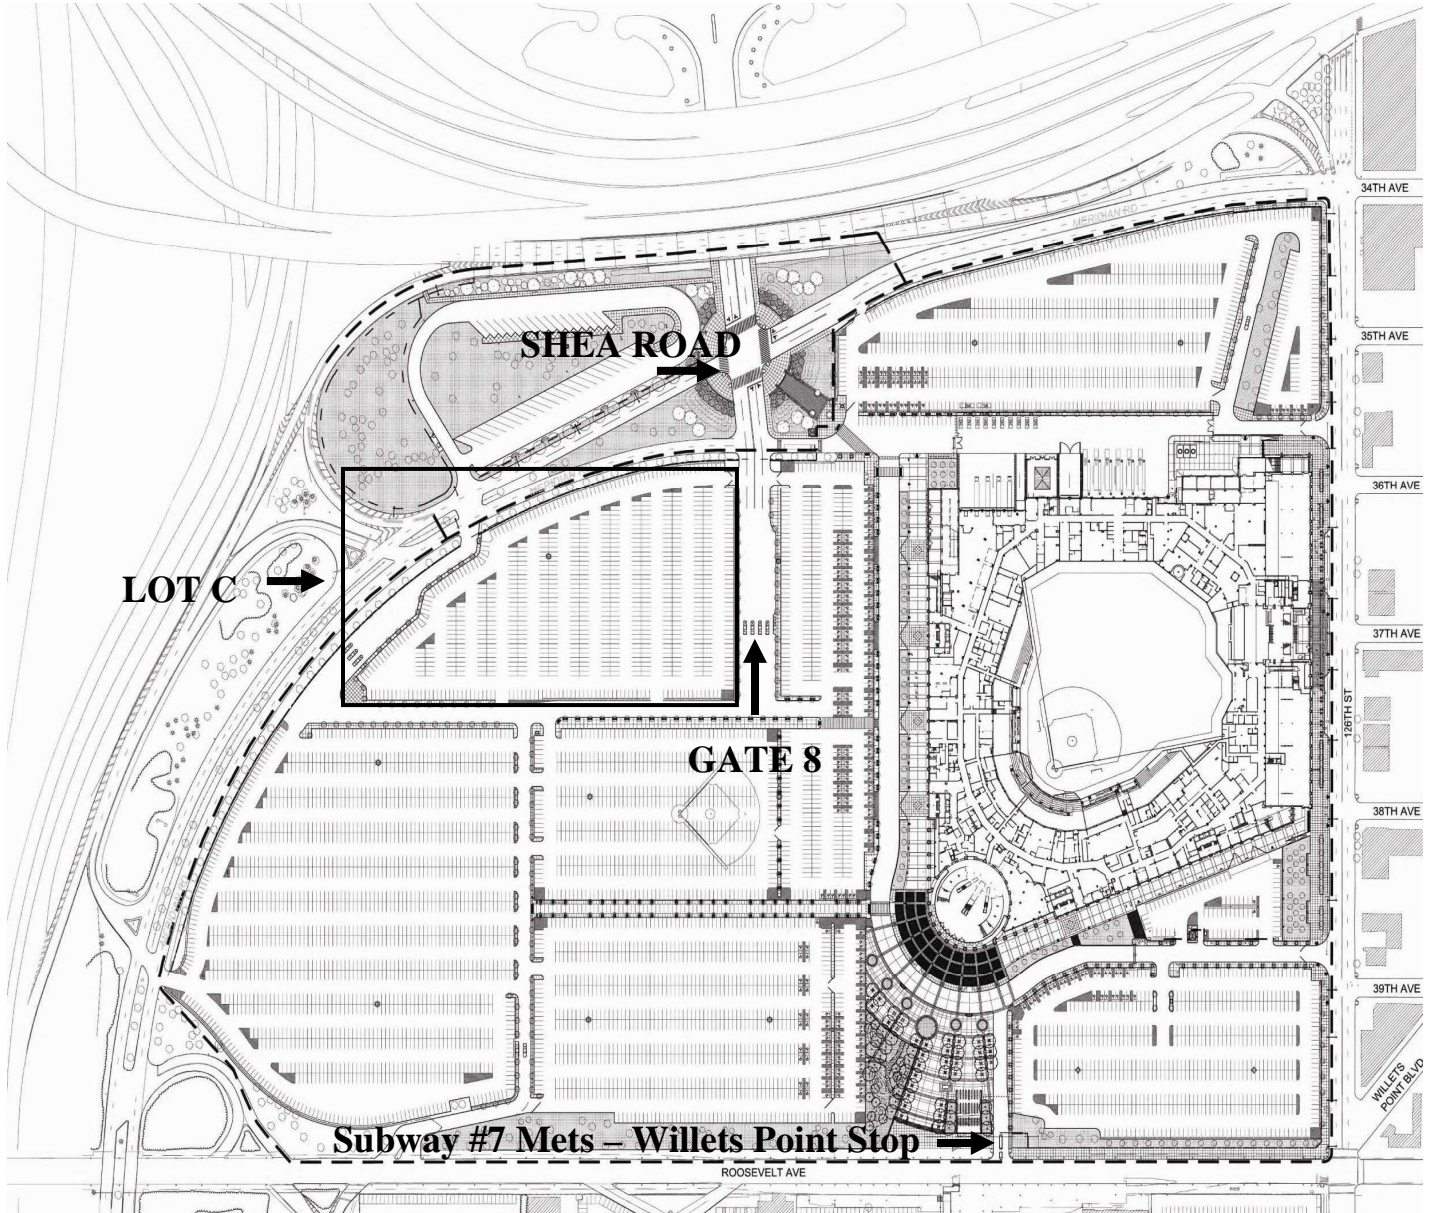 34TH AVE
MERIDIAN RD
35TH AVE
SHEA ROAD
36TH AVE
LOT C
37TH AVE
126TH ST
GATE 8
38TH AVE
39TH AVE
WILLETS
POINT BLVD
Subway #7 Mets – Willets Point Stop
ROOSEVELT AVE